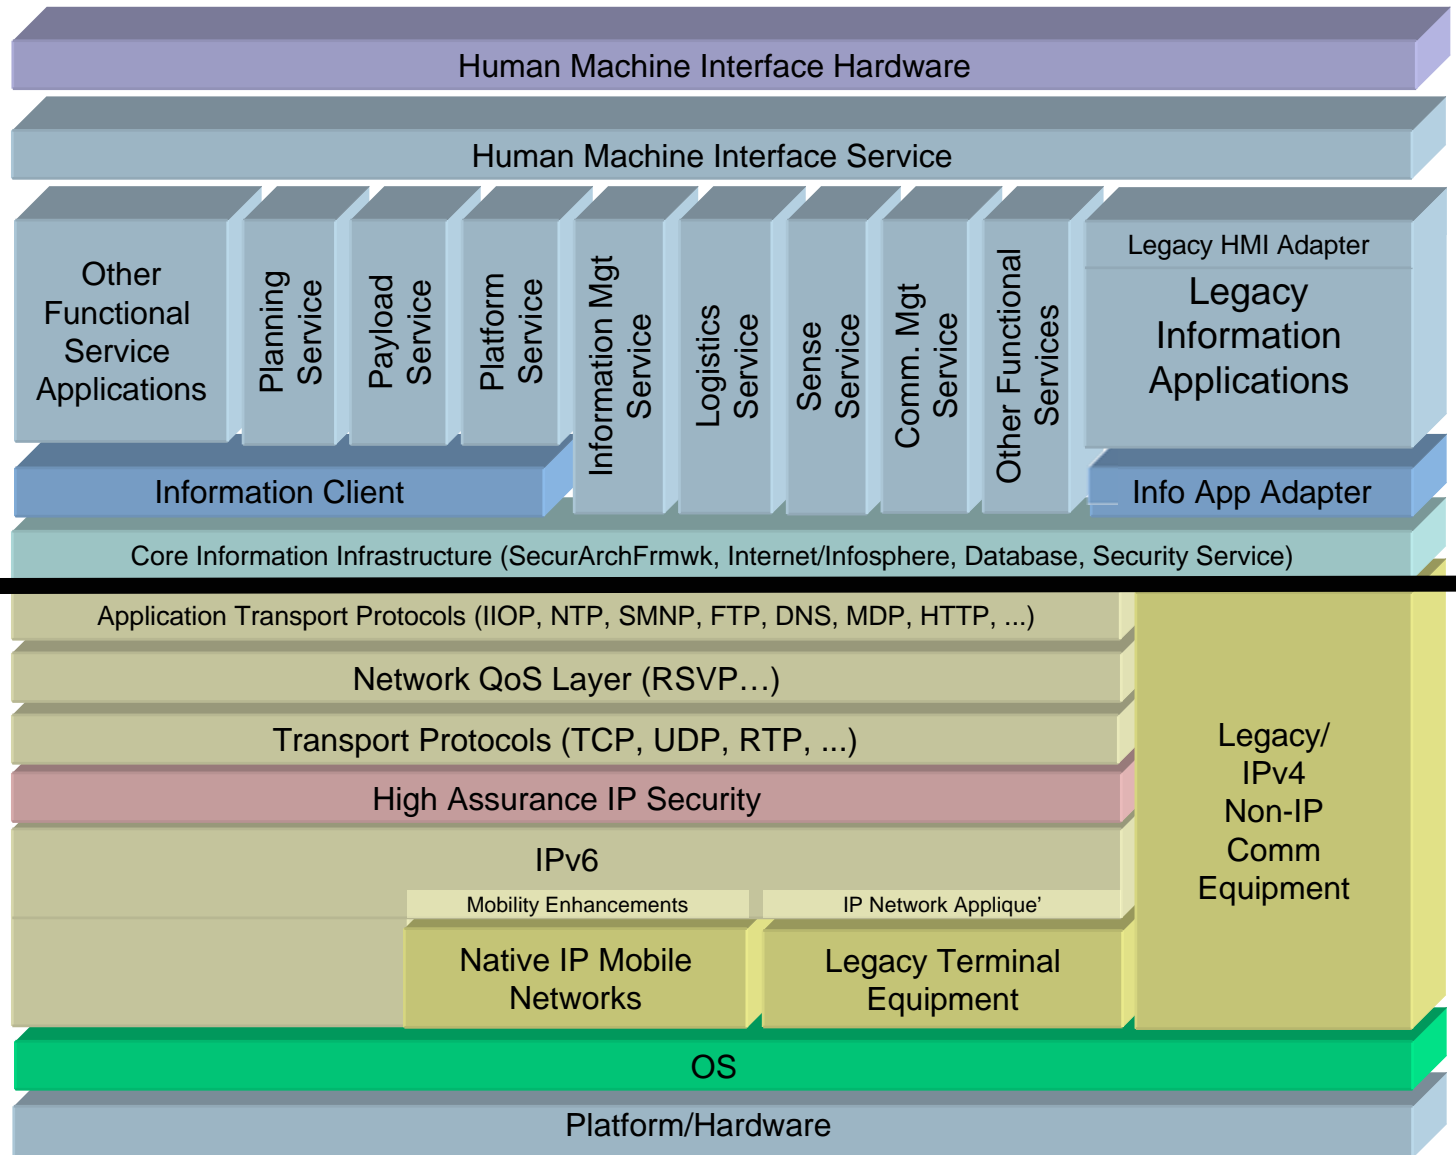 Human Machine Interface Hardware
Human Machine Interface Service
Other
Functional
Service
Applications
Planning
Service
Payload
Service
Platform
Service
Information Mgt
Service
Logistics
Service
Sense
Service
Comm. Mgt
Service
Other Functional
Services
Legacy HMI Adapter
Legacy
Information
Applications
Information Client
Info App Adapter
Core Information Infrastructure (SecurArchFrmwk, Internet/Infosphere, Database, Security Service)
Application Transport Protocols (IIOP, NTP, SMNP, FTP, DNS, MDP, HTTP, ...)
Network QoS Layer (RSVP…)
Transport Protocols (TCP, UDP, RTP, ...)
High Assurance IP Security
IPv6
Mobility Enhancements
IP Network Applique’
Native IP Mobile
Networks
Legacy Terminal
Equipment
Legacy/
IPv4
Non-IP
Comm
Equipment
OS
Platform/Hardware